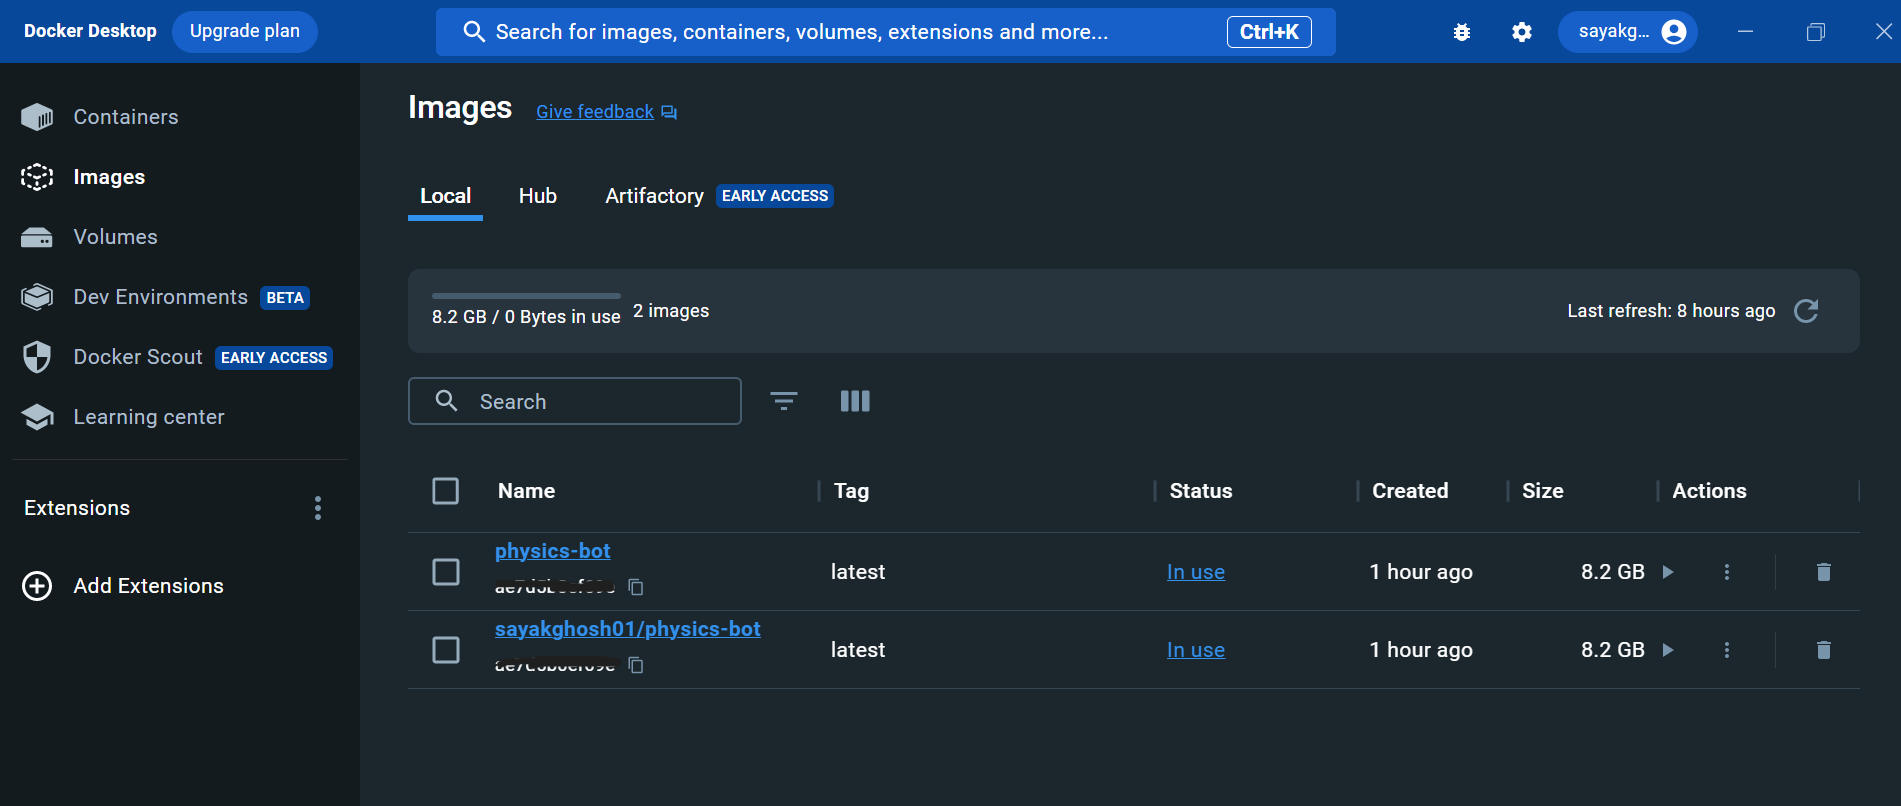 Docker Desktop Upgrade plan Search for images, containers, volumes, extensions and more... Ctrl+K sayakg...
Containers
Images
Volumes
Dev Environments BETA
Docker Scout EARLY ACCESS
Learning center
Extensions
Add Extensions
Images Give feedback
Local Hub Artifactory EARLY ACCESS
8.2 GB / 0 Bytes in use 2 images Last refresh: 8 hours ago
Search
Name Tag Status Created Size Actions
physics-bot
latest In use 1 hour ago 8.2 GB
sayakghosh01/physics-bot
latest In use 1 hour ago 8.2 GB